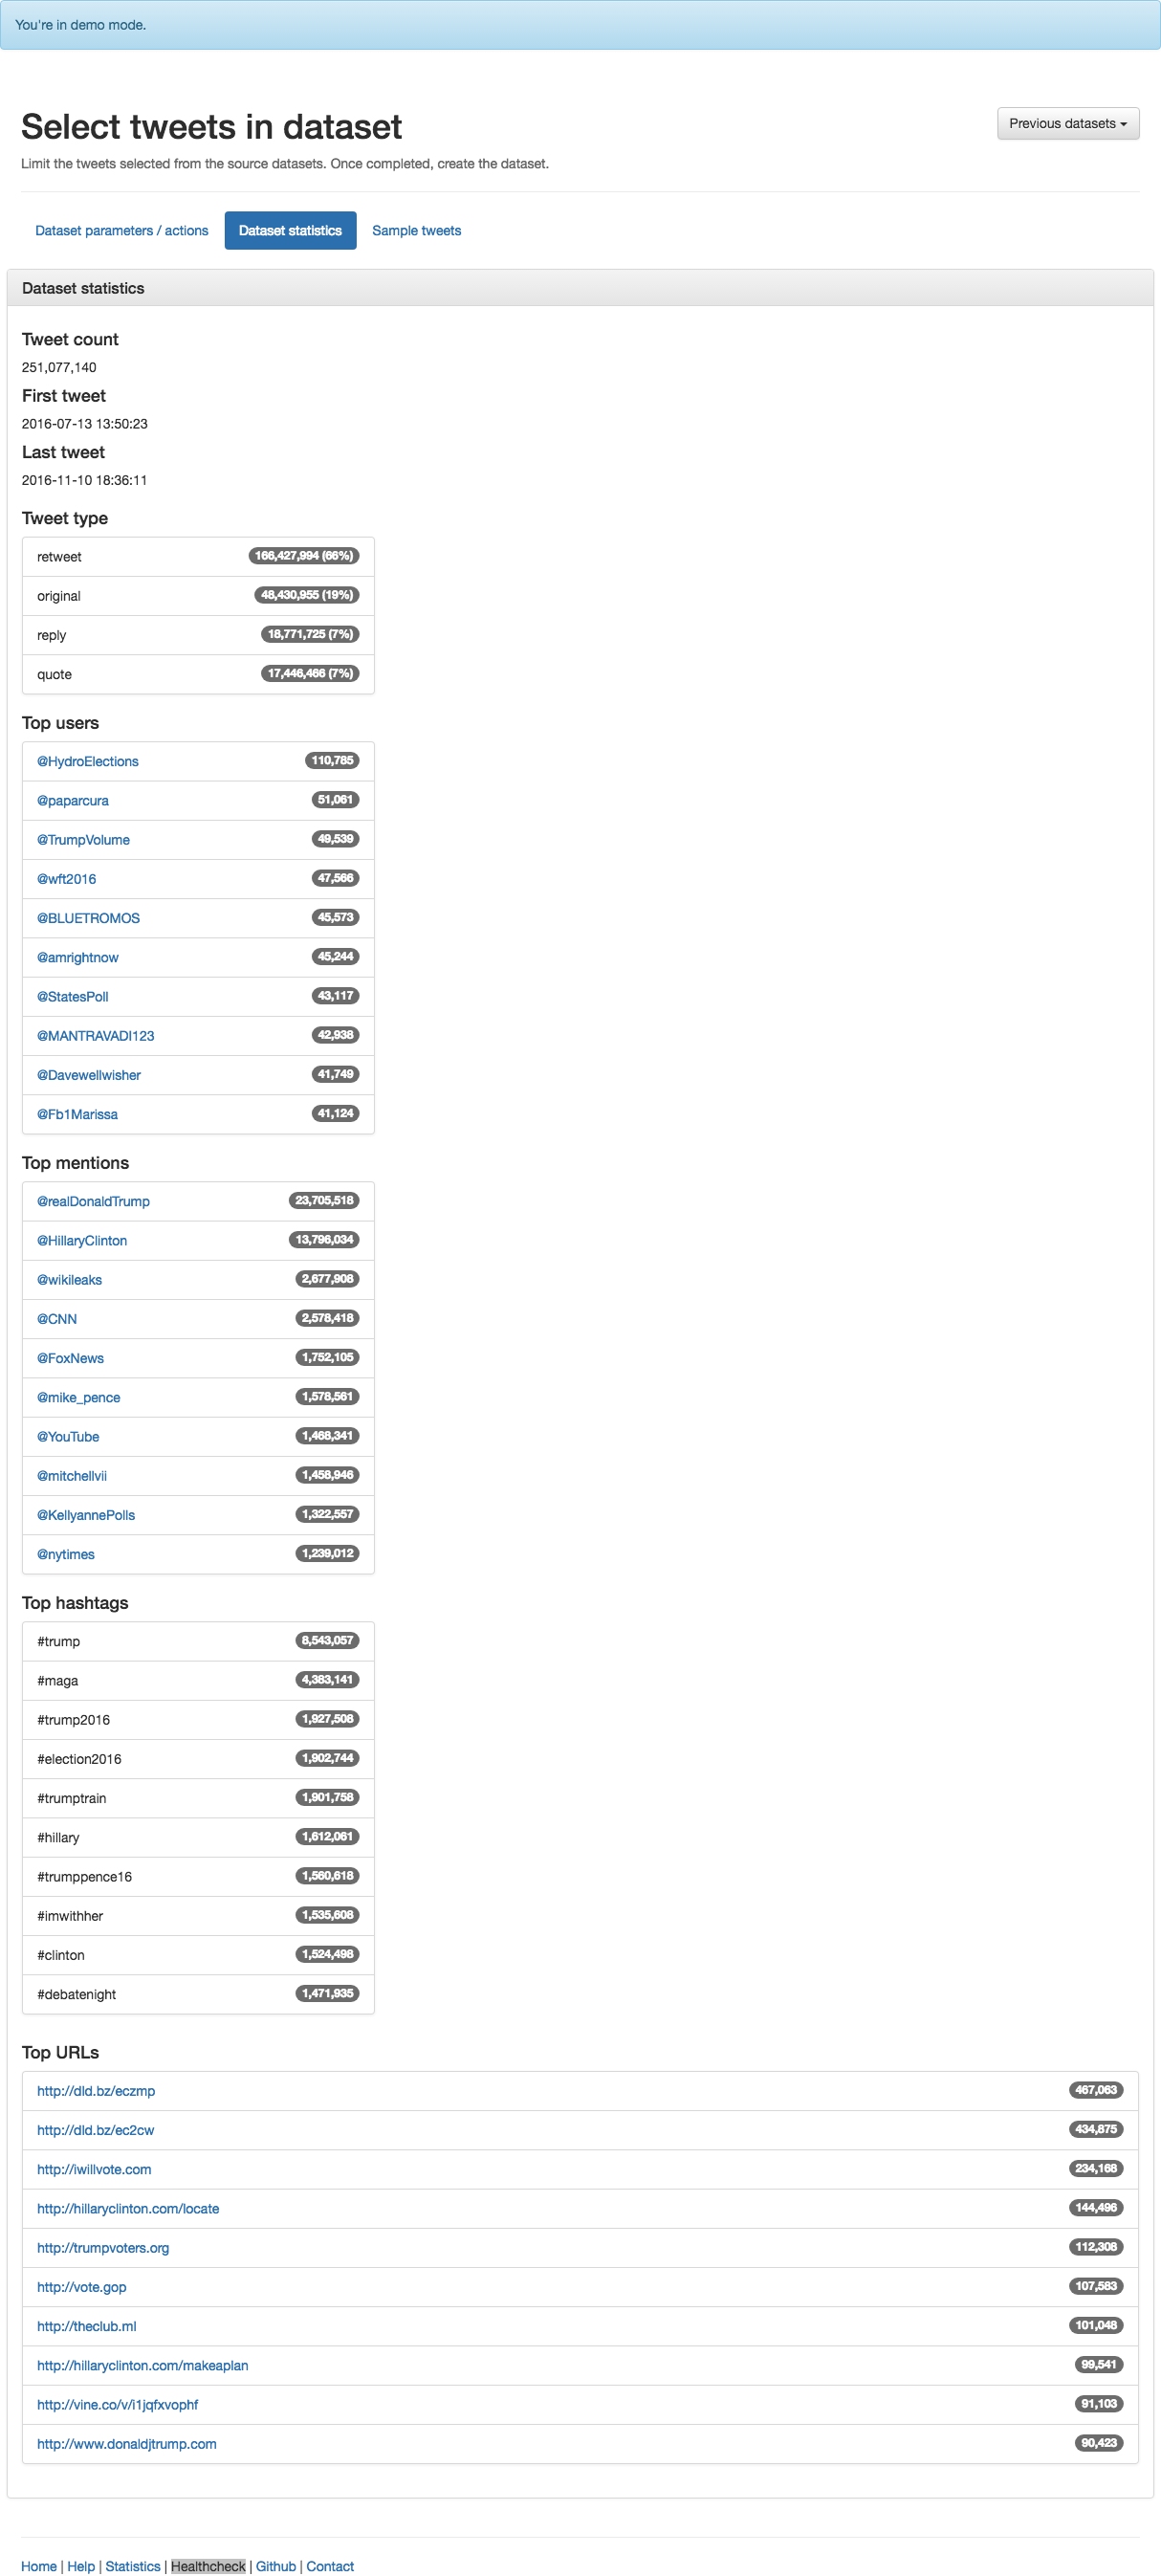 You're in demo mode.
Select tweets in dataset
Previous datasets
Limit the tweets selected from the source datasets. Once completed, create the dataset.
Dataset parameters / actions Dataset statistics Sample tweets
Dataset statistics
Tweet count
251,077,140
First tweet
2016-07-13 13:50:23
Last tweet
2016-11-10 18:36:11
Tweet type
retweet 166,427,994 (66%)
original 48,430,955 (19%)
reply 18,771,725 (7%)
quote 17,446,466 (7%)
Top users
@HydroElections 110,785
@paparcura 51,061
@TrumpVolume 49,539
@wft2016 47,566
@BLUETROMOS 45,573
@amrightnow 45,244
@StatesPoll 43,117
@MANTRAVADI123 42,938
@Davewellwisher 41,749
@Fb1Marissa 41,124
Top mentions
@realDonaldTrump 23,705,518
@HillaryClinton 13,796,034
@wikileaks 2,677,908
@CNN 2,578,418
@FoxNews 1,752,105
@mike_pence 1,578,561
@YouTube 1,468,341
@mitchellvii 1,458,946
@KellyannePolls 1,322,557
@nytimes 1,239,012
Top hashtags
#trump 8,543,057
#maga 4,383,141
#trump2016 1,927,508
#election2016 1,902,744
#trumptrain 1,901,758
#hillary 1,612,061
#trumppence16 1,560,618
#imwithher 1,535,608
#clinton 1,524,498
#debatenight 1,471,935
Top URLs
http://dld.bz/eczmp 467,063
http://dld.bz/ec2cw 434,875
http://iwillvote.com 234,168
http://hillaryclinton.com/locate 144,496
http://trumpvoters.org 112,308
http://vote.gop 107,583
http://theclub.ml 101,048
http://hillaryclinton.com/makeaplan 99,541
http://vine.co/v/i1jqfxvophf 91,103
http://www.donaldjtrump.com 90,423
Home | Help | Statistics | Healthcheck | Github | Contact